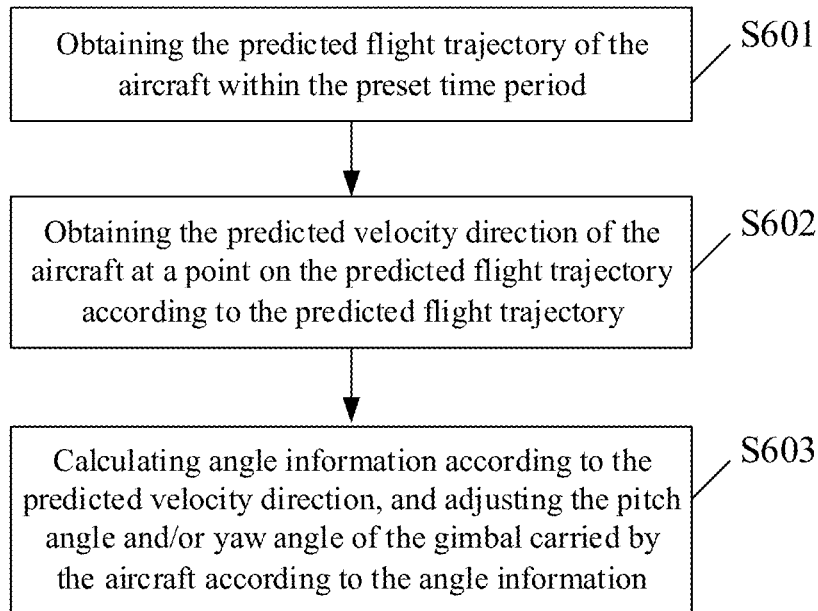 Obtaining the predicted flight trajectory of the
aircraft within the preset time period
S601
Obtaining the predicted velocity direction of the
aircraft at a point on the predicted flight trajectory
according to the predicted flight trajectory
S602
Calculating angle information according to the
predicted velocity direction, and adjusting the pitch
angle and/or yaw angle of the gimbal carried by
the aircraft according to the angle information
S603